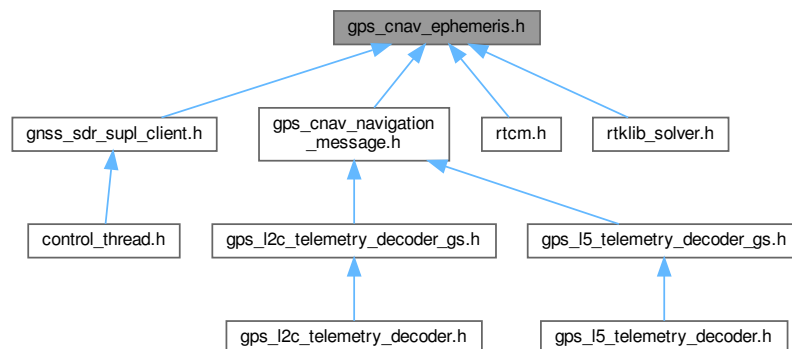 gps_cnav_ephemeris.h
gnss_sdr_supl_client.h
gps_cnav_navigation
_message.h
rtcm.h
rtklib_solver.h
control_thread.h
gps_l2c_telemetry_decoder_gs.h
gps_l5_telemetry_decoder_gs.h
gps_l2c_telemetry_decoder.h
gps_l5_telemetry_decoder.h